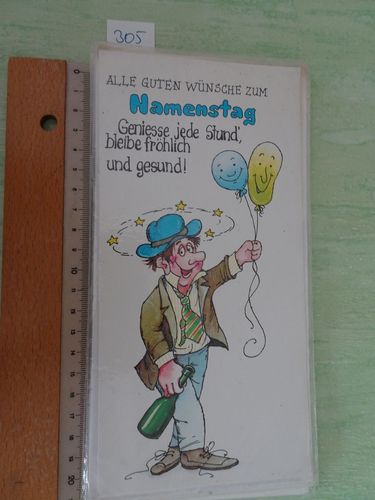 305
ALLE GUTEN WÜNSCHE ZUM
Namenstag
Geniesse jede Stund',
bleibe fröhlich
und gesund!